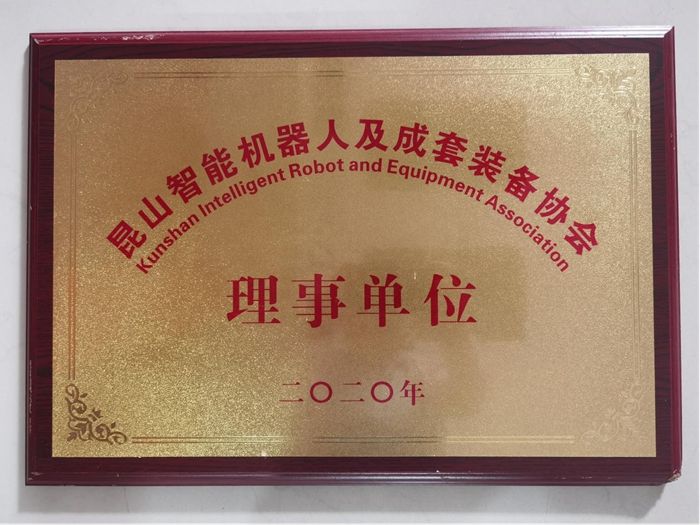 昆山智能机器人及成套装备协会
Kunshan Intelligent Robot and Equipment Association
理事单位
二〇二〇年